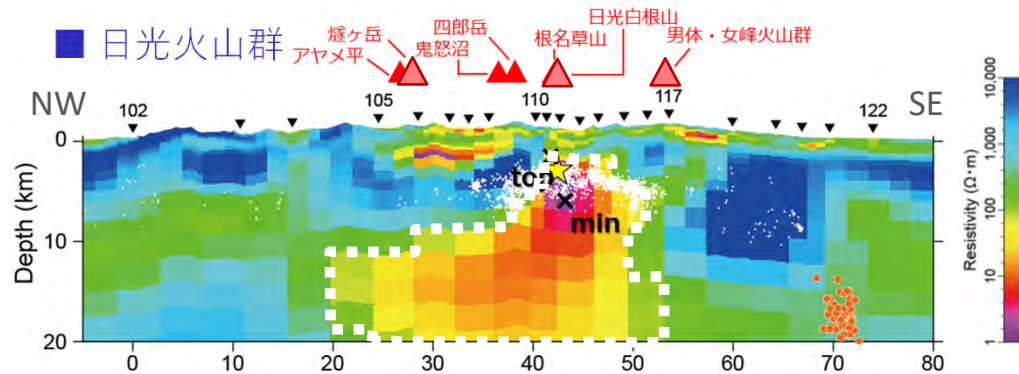 ■ 日光火山群
燧ヶ岳
アヤメ平
四郎岳
鬼怒沼
日光白根山
根名草山
男体・女峰火山群
NW
SE
102
105
110
117
122
top
min
Depth (km)
0
10
20
0
10
20
30
40
50
60
70
80
Resistivity (Ω·m)
10,000
1,000
100
10
1